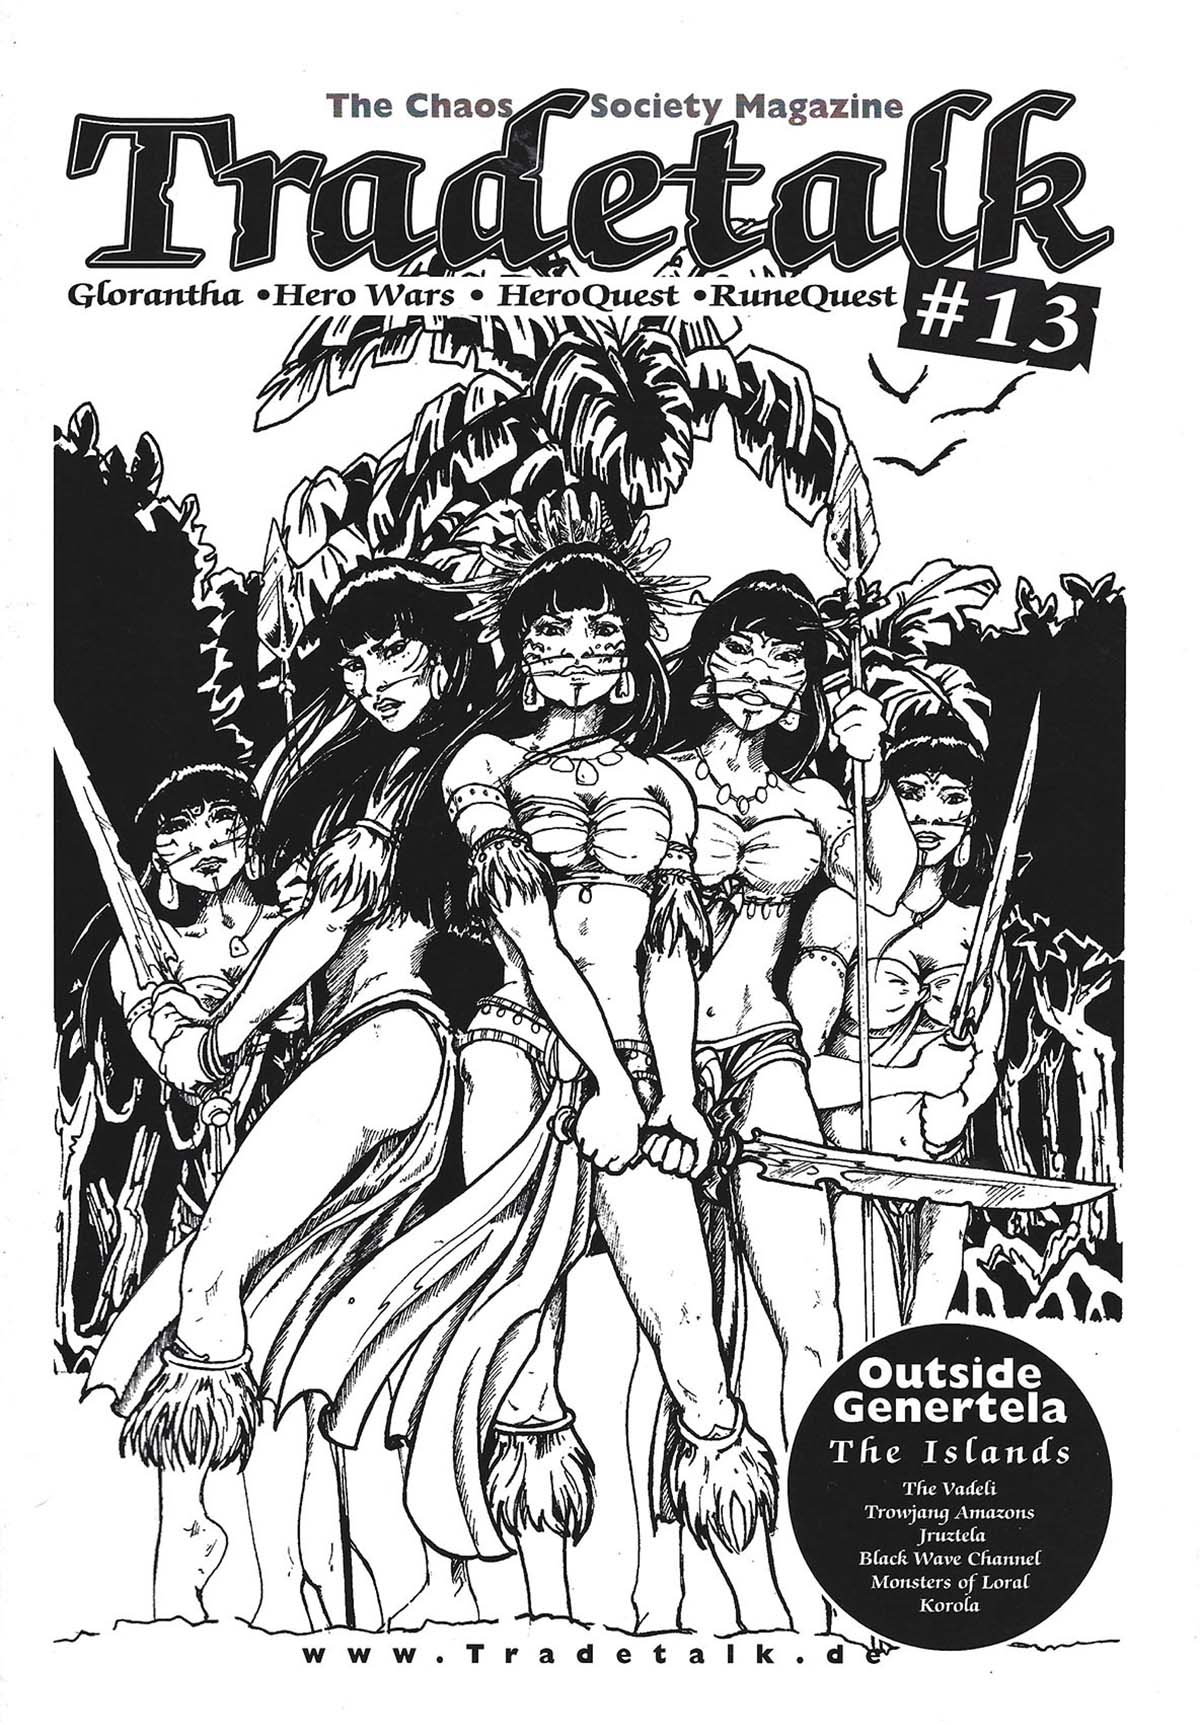 The Chaos Society Magazine
Tradetalk
Glorantha •Hero Wars • HeroQuest •RuneQuest
#13
Outside
Genertela
The Islands
The Vadeli
Trowjang Amazons
Jruztela
Black Wave Channel
Monsters of Loral
Korola
www.Tradetalk.de